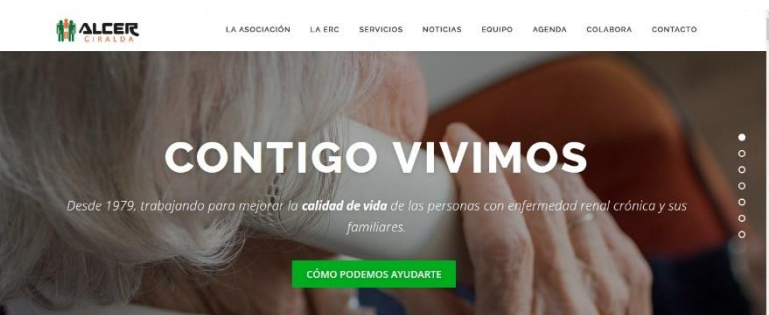 ALCER
GIRALDA
LA ASOCIACIÓN LA ERC SERVICIOS NOTICIAS EQUIPO AGENDA COLABORA CONTACTO
CONTIGO VIVIMOS
Desde 1979, trabajando para mejorar la calidad de vida de las personas con enfermedad renal crónica y sus
familiares.
CÓMO PODEMOS AYUDARTE